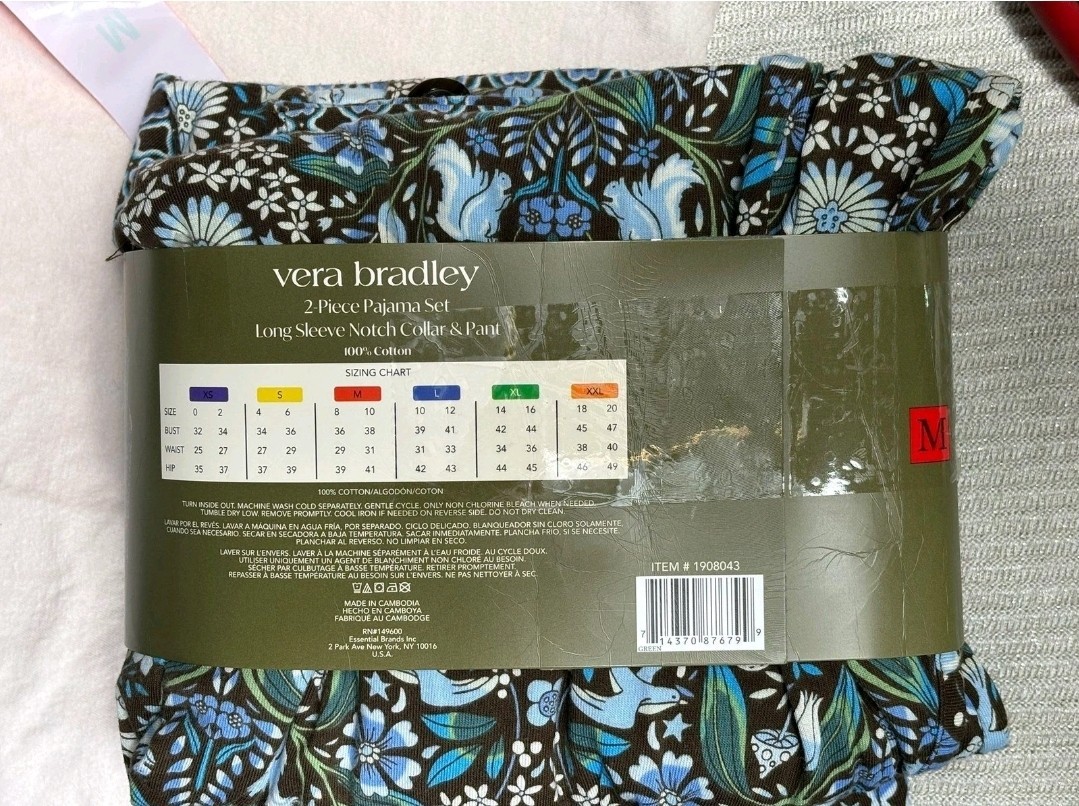 vera bradley
2-Piece Pajama Set
Long Sleeve Notch Collar & Pant
100% Cotton
SIZING CHART
XS S M L XL XXL
SIZE 0 2 4 6 8 10 10 12 14 16 18 20
BUST 32 34 34 36 36 38 39 41 42 44 45 47
WAIST 25 27 27 29 29 31 31 33 34 36 38 40
HIP 35 37 37 39 39 41 42 43 44 45 46 49
M
100% COTTON/ALGODÓN/COTON
TURN INSIDE OUT. MACHINE WASH COLD SEPARATELY. GENTLE CYCLE. ONLY NON CHLORINE BLEACH WHEN NEEDED.
TUMBLE DRY LOW. REMOVE PROMPTLY. COOL IRON IF NEEDED ON REVERSE SIDE. DO NOT DRY CLEAN.
LAVAR POR EL REVÉS. LAVAR A MÁQUINA EN AGUA FRÍA, POR SEPARADO. CICLO DELICADO. BLANQUEADOR SIN CLORO SOLAMENTE,
CUANDO SEA NECESARIO. SECAR EN SECADORA A BAJA TEMPERATURA. SACAR INMEDIATAMENTE. PLANCHA FRIO, SI SE NECESITE.
PLANCHAR AL REVERSO. NO LIMPIAR EN SECO.
LAVER SUR L'ENVERS. LAVER À LA MACHINE SÉPARÉMENT À L'EAU FROIDE. AU CYCLE DOUX.
UTILISER UNIQUEMENT UN AGENT DE BLANCHIMENT NON CHLORÉ AU BESOIN.
SÉCHER PAR CULBUTAGE À BASSE TEMPÉRATURE. RETIRER PROMPTEMENT.
REPASSER À BASSE TEMPÉRATURE AU BESOIN SUR L'ENVERS. NE PAS NETTOYER À SEC.
MADE IN CAMBODIA
HECHO EN CAMBOYA
FABRIQUÉ AU CAMBODGE
RN#149600
Essential Brands Inc
2 Park Ave New York, NY 10016
U.S.A.
ITEM # 1908043
7 14370 87679 9
GREEN
M